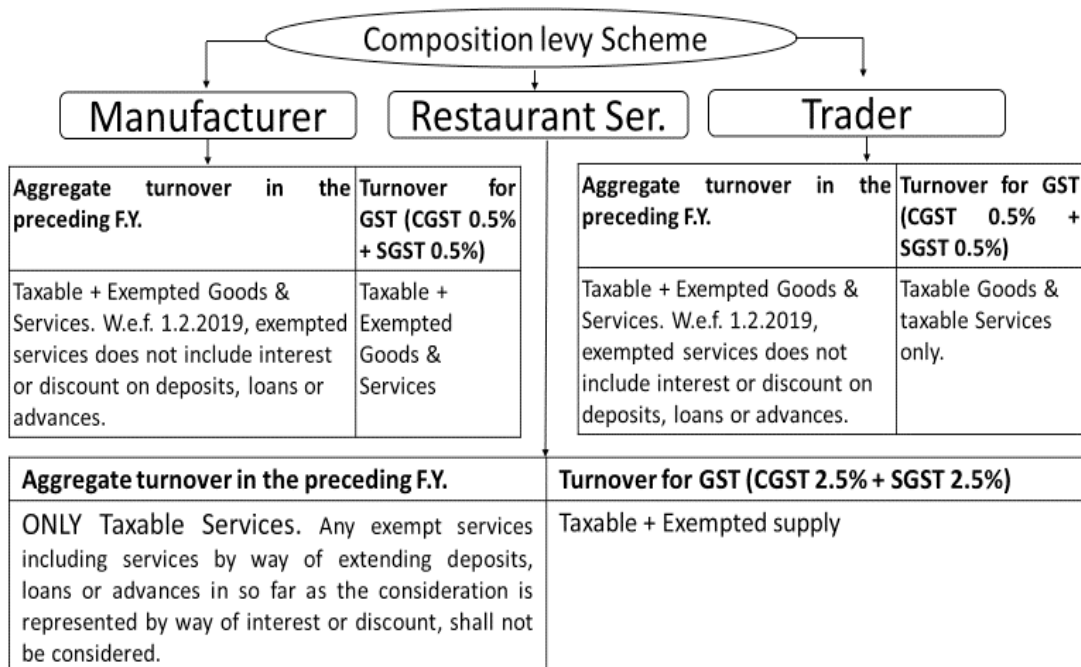 Composition levy Scheme
Manufacturer
Restaurant Ser.
Trader
Aggregate turnover in the
preceding F.Y.
Turnover for
GST (CGST 0.5%
+ SGST 0.5%)
Taxable + Exempted Goods &
Services. W.e.f. 1.2.2019, exempted
services does not include interest
or discount on deposits, loans or
advances.
Taxable +
Exempted
Goods &
Services
Aggregate turnover in the
preceding F.Y.
Turnover for GST
(CGST 0.5% +
SGST 0.5%)
Taxable + Exempted Goods &
Services. W.e.f. 1.2.2019,
exempted services does not
include interest or discount on
deposits, loans or advances.
Taxable Goods &
taxable Services
only.
Aggregate turnover in the preceding F.Y.
Turnover for GST (CGST 2.5% + SGST 2.5%)
ONLY Taxable Services. Any exempt services
including services by way of extending deposits,
loans or advances in so far as the consideration is
represented by way of interest or discount, shall not
be considered.
Taxable + Exempted supply